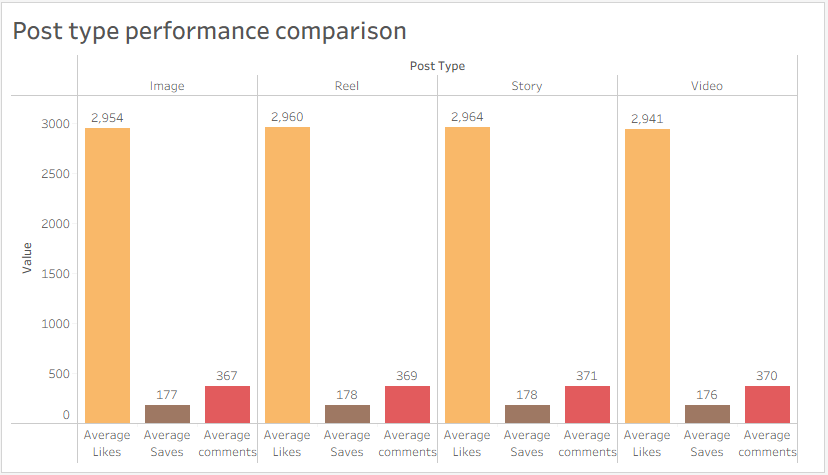 Post type performance comparison
Post Type
Image Reel Story Video
2,954 2,960 2,964 2,941
3000
2500
2000
1500
1000
500
0
Value
177 367 178 369 178 371 176 370
Average Average Average Average Average Average Average Average Average Average Average Average
Likes Saves comments Likes Saves comments Likes Saves comments Likes Saves comments